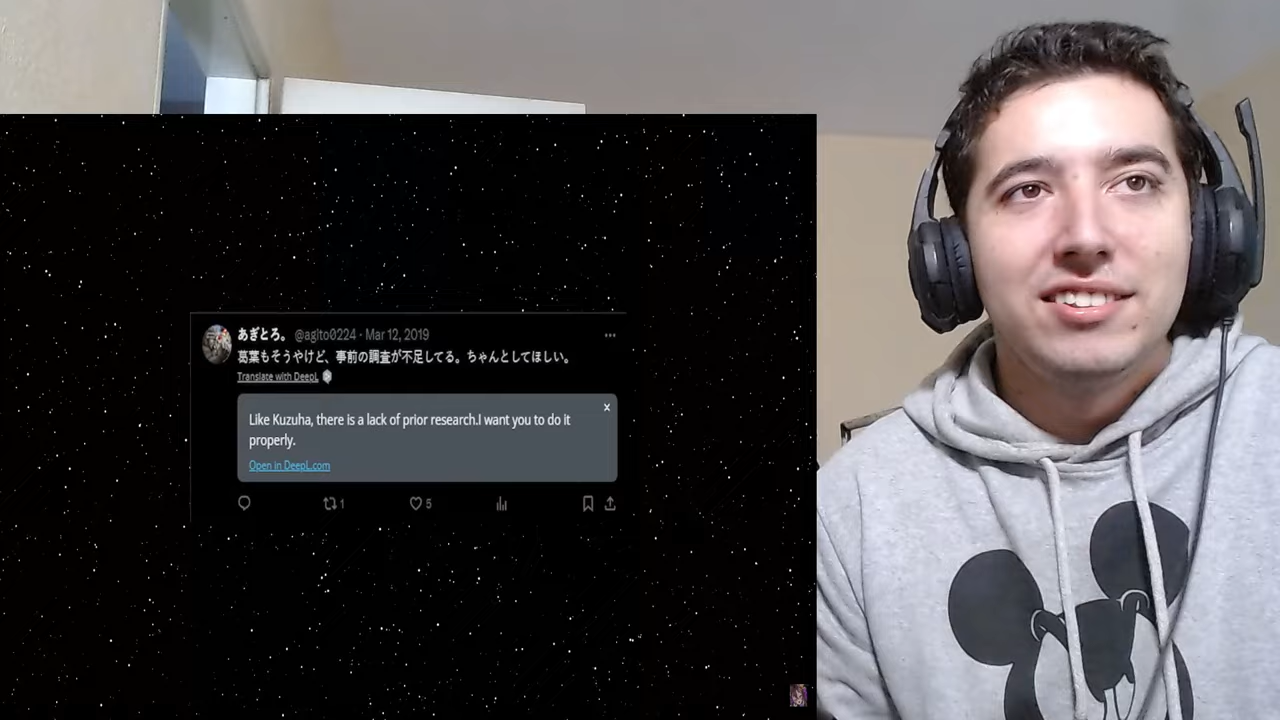 あぎとろ。 @agito0224 · Mar 12, 2019
葛葉もそうやけど、事前の調査が不足してる。ちゃんとしてほしい。
Translate with DeepL
Like Kuzuha, there is a lack of prior research.I want you to do it
properly.
Open in DeepL.com
1
5